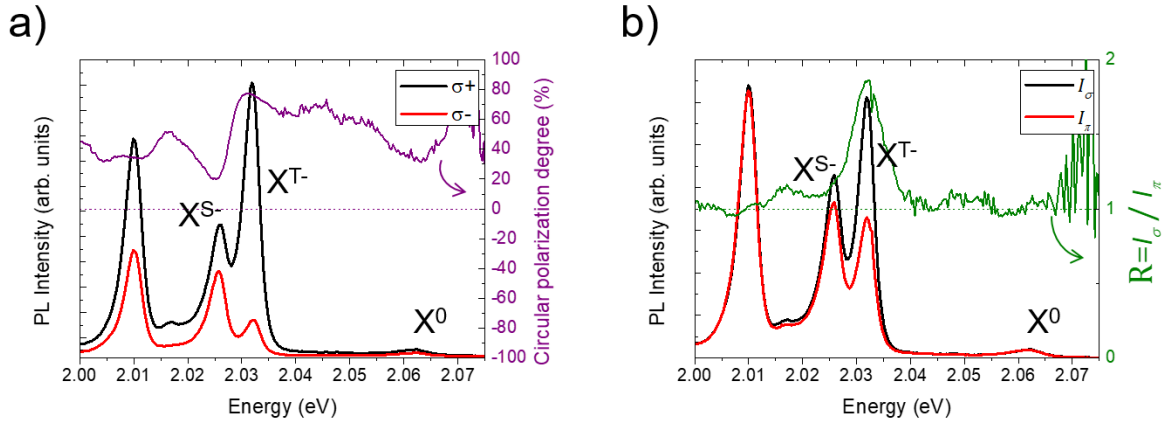 a)
PL Intensity (arb. units)
100
80
60
40
20
0
-20
-40
-60
-80
-100
Circular polarization degree (%)
σ+
σ-
X^T-
X^S-
X^0
2.00 2.01 2.02 2.03 2.04 2.05 2.06 2.07
Energy (eV)
b)
PL Intensity (arb. units)
2
1
0
R=I_σ / I_π
I_σ
I_π
X^S-
X^T-
X^0
2.00 2.01 2.02 2.03 2.04 2.05 2.06 2.07
Energy (eV)